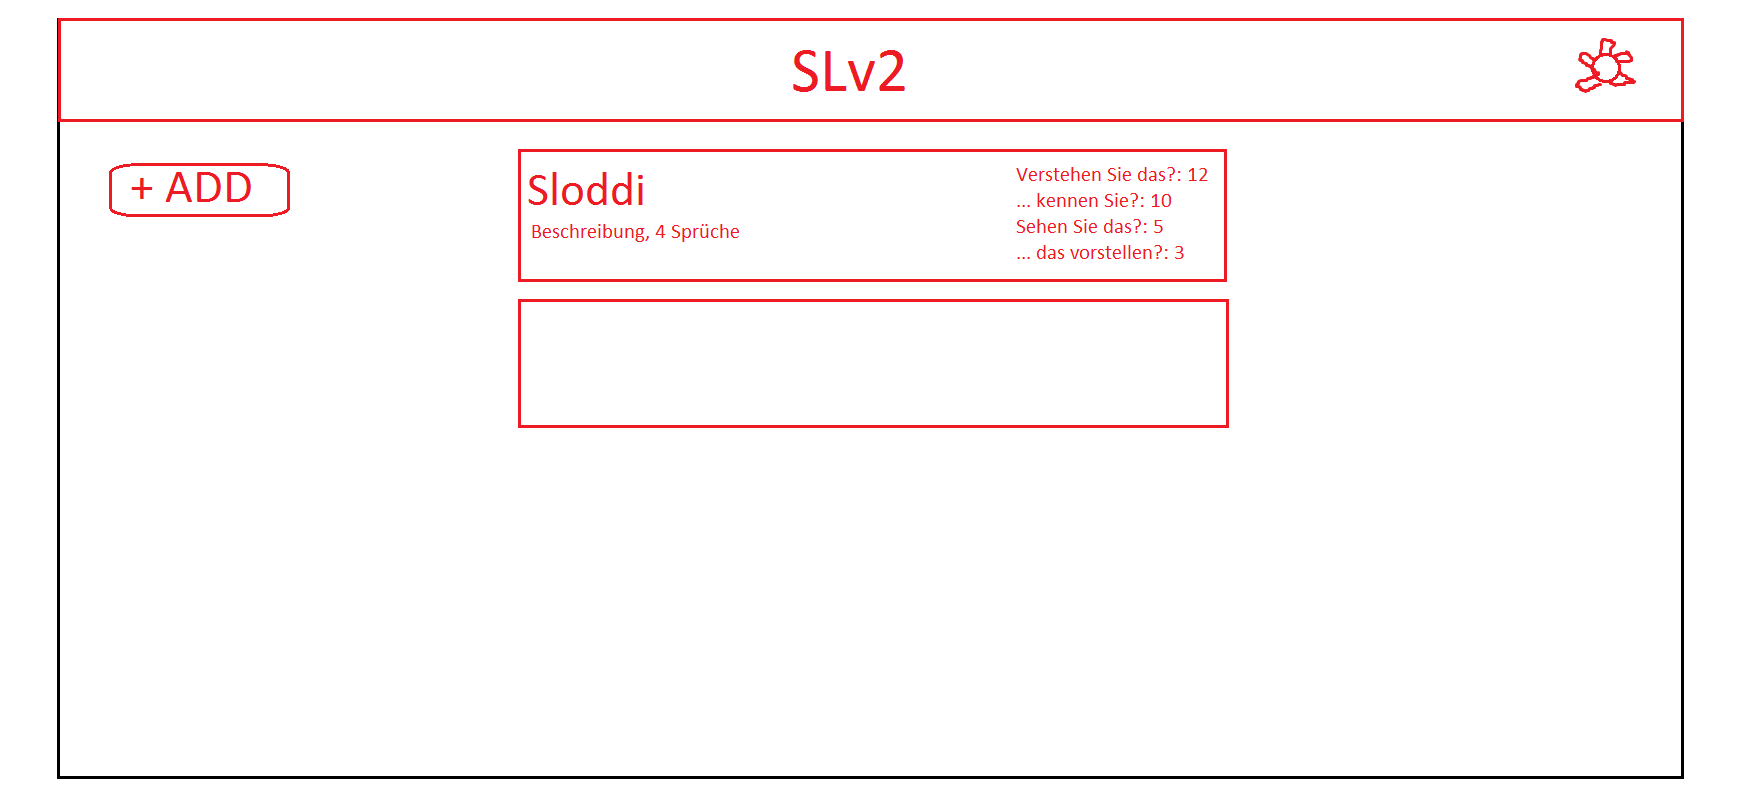 SLv2
+ ADD
Sloddi
Beschreibung, 4 Sprüche
Verstehen Sie das?: 12
... kennen Sie?: 10
Sehen Sie das?: 5
... das vorstellen?: 3